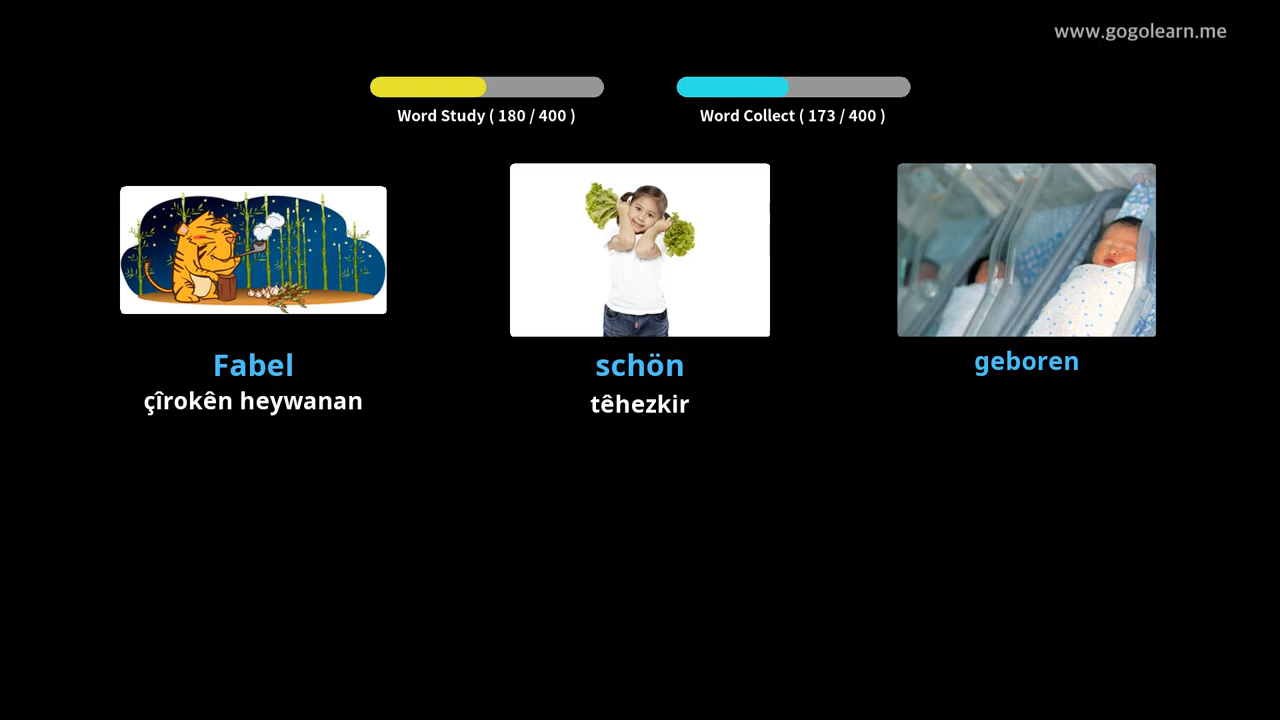 www.gogolearn.me
Word Study ( 180 / 400 )
Word Collect ( 173 / 400 )
Fabel
çîrokên heywanan
schön
têhezkir
geboren